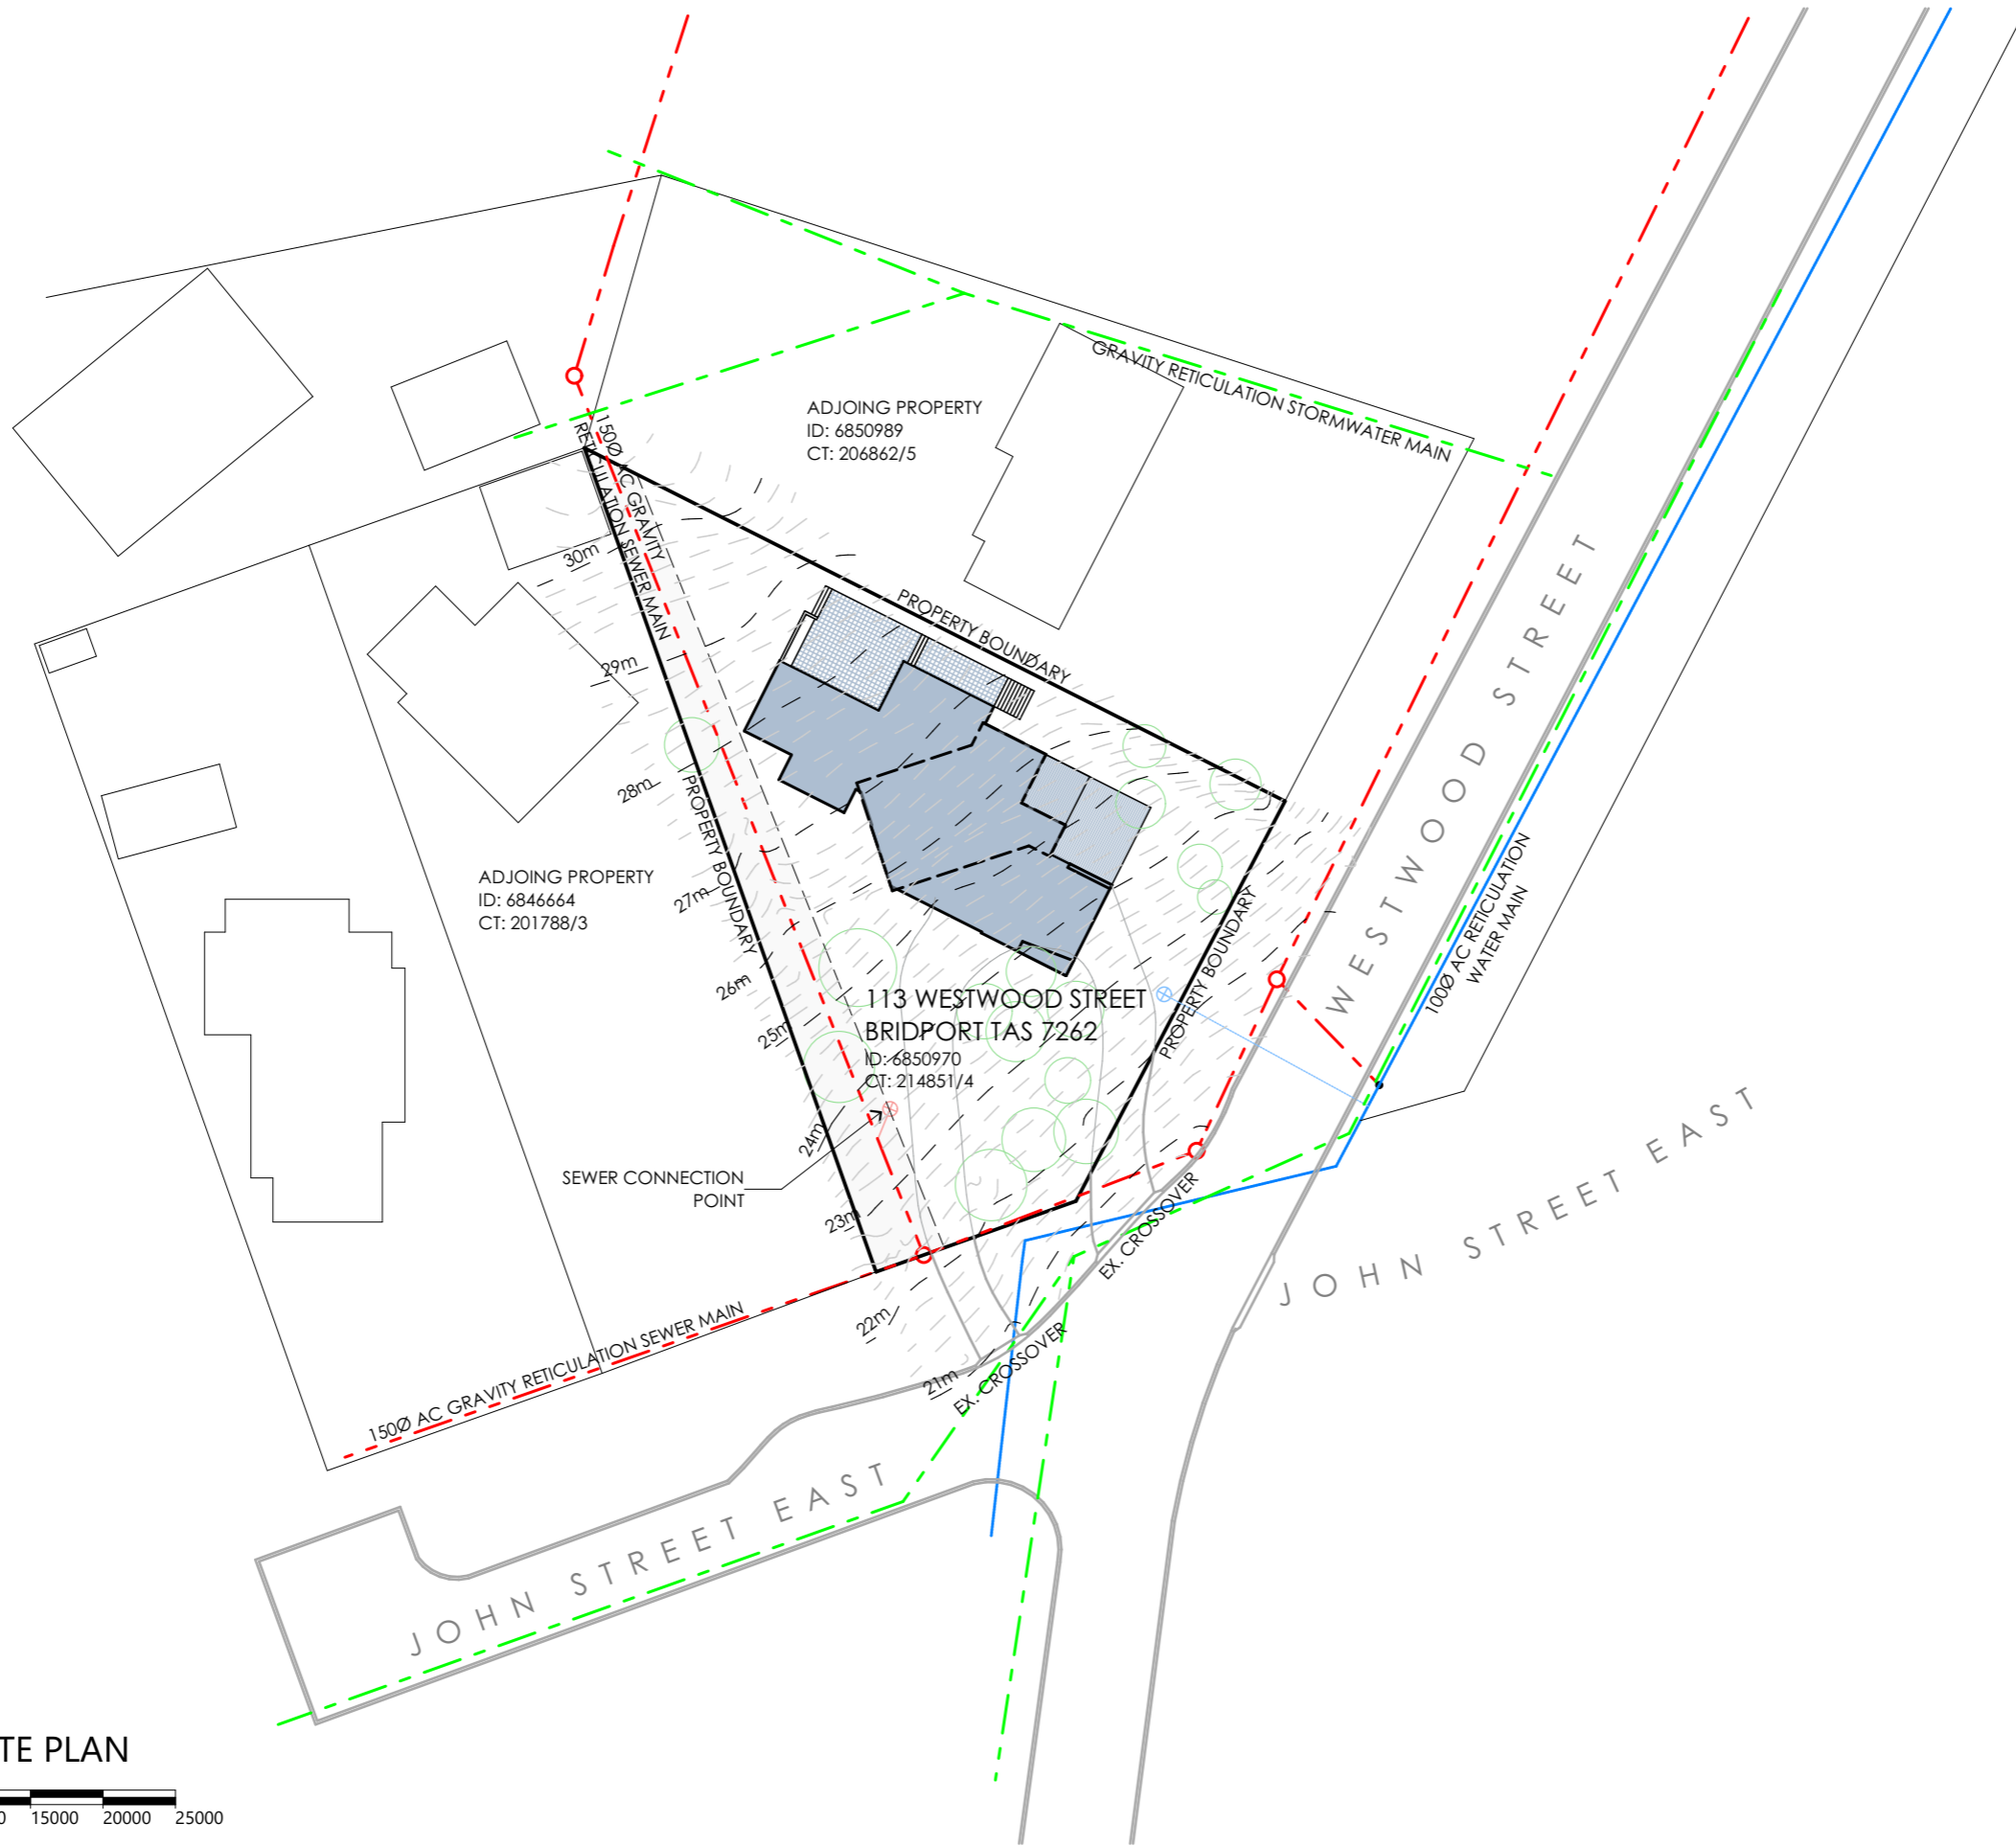 ADJOING PROPERTY
ID: 6850989
CT: 206862/5
GRAVITY RETICULATION STORMWATER MAIN
150Ø AC GRAVITY
RETICULATION SEWER MAIN
30m
29m
28m
27m
26m
25m
24m
23m
22m
21m
PROPERTY BOUNDARY
PROPERTY BOUNDARY
PROPERTY BOUNDARY
WESTWOOD STREET
100Ø AC RETICULATION
WATER MAIN
ADJOING PROPERTY
ID: 6846664
CT: 201788/3
113 WESTWOOD STREET
BRIDPORT TAS 7262
ID: 6850970
CT: 214851/4
SEWER CONNECTION
POINT
EX. CROSSOVER
EX. CROSSOVER
JOHN STREET EAST
150Ø AC GRAVITY RETICULATION SEWER MAIN
JOHN STREET EAST
TE PLAN
0 15000 20000 25000